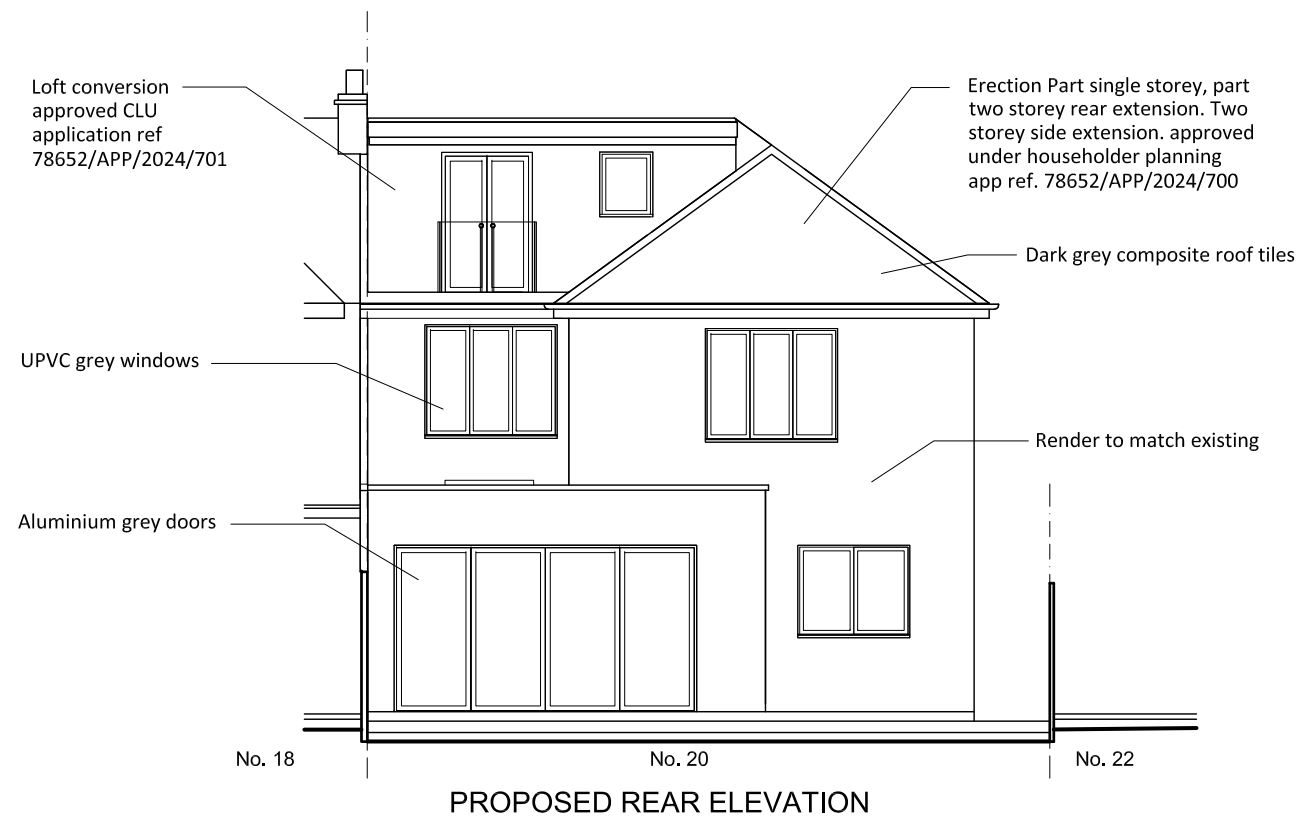 Loft conversion
approved CLU
application ref
78652/APP/2024/701
Erection Part single storey, part
two storey rear extension. Two
storey side extension. approved
under householder planning
app ref. 78652/APP/2024/700
Dark grey composite roof tiles
UPVC grey windows
Render to match existing
Aluminium grey doors
No. 18
No. 20
No. 22
PROPOSED REAR ELEVATION